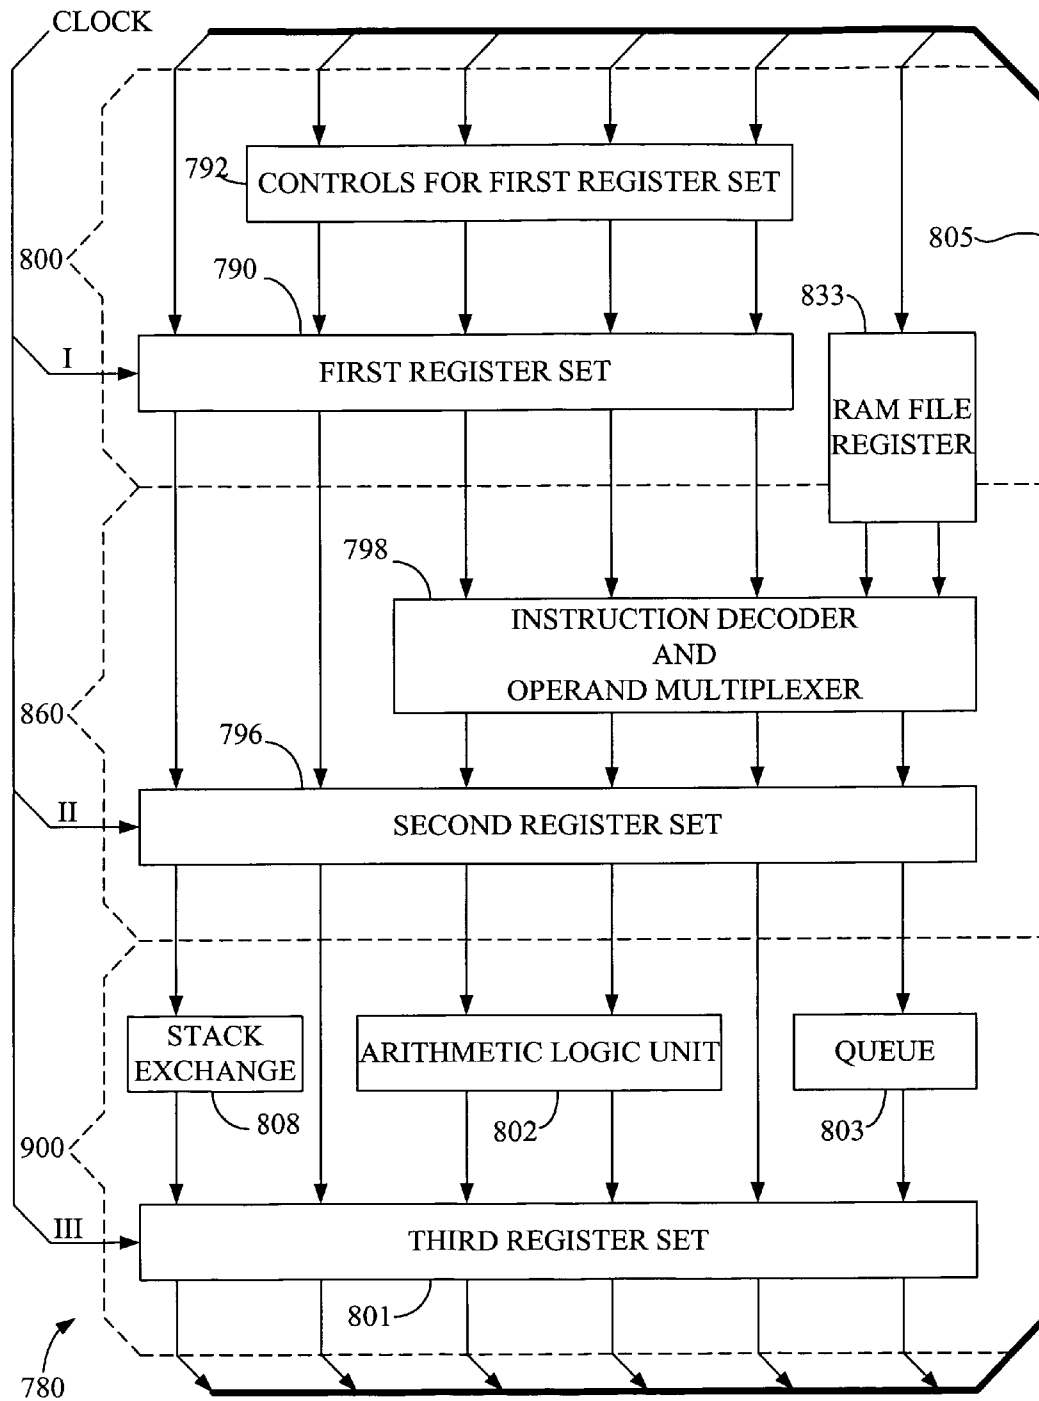 CLOCK
792
CONTROLS FOR FIRST REGISTER SET
805
800
790
833
I
FIRST REGISTER SET
RAM FILE
REGISTER
798
INSTRUCTION DECODER
AND
OPERAND MULTIPLEXER
860
796
II
SECOND REGISTER SET
STACK
EXCHANGE
ARITHMETIC LOGIC UNIT
QUEUE
808
802
803
900
III
THIRD REGISTER SET
801
780